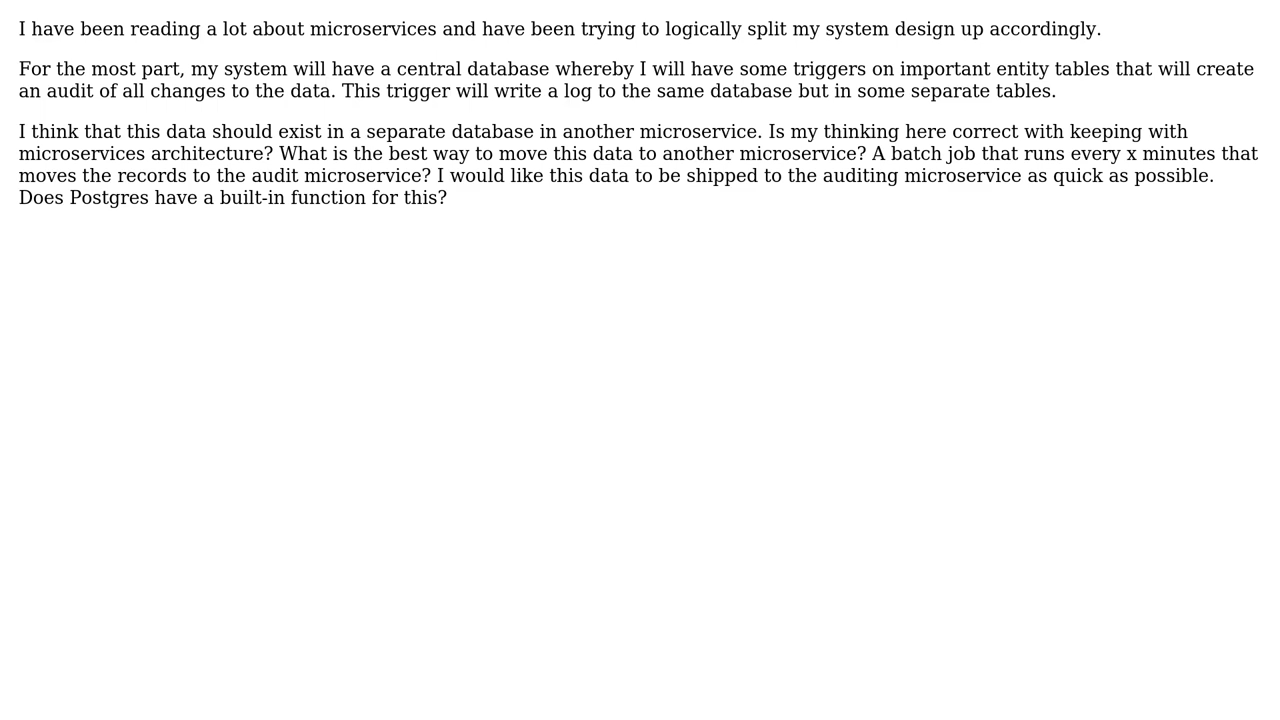 I have been reading a lot about microservices and have been trying to logically split my system design up accordingly.
For the most part, my system will have a central database whereby I will have some triggers on important entity tables that will create
an audit of all changes to the data. This trigger will write a log to the same database but in some separate tables.
I think that this data should exist in a separate database in another microservice. Is my thinking here correct with keeping with
microservices architecture? What is the best way to move this data to another microservice? A batch job that runs every x minutes that
moves the records to the audit microservice? I would like this data to be shipped to the auditing microservice as quick as possible.
Does Postgres have a built-in function for this?